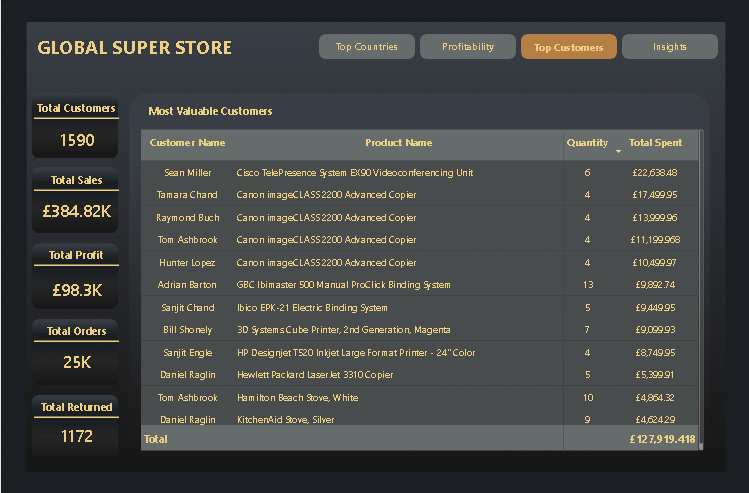 GLOBAL SUPER STORE
Top Countries Profitability Top Customers Insights
Total Customers
1590
Total Sales
£384.82K
Total Profit
£98.3K
Total Orders
25K
Total Returned
1172
Most Valuable Customers
Customer Name Product Name Quantity Total Spent
Sean Miller Cisco TelePresence System EX90 Videoconferencing Unit 6 £22,638.48
Tamara Chand Canon imageCLASS 2200 Advanced Copier 4 £17,499.95
Raymond Buch Canon imageCLASS 2200 Advanced Copier 4 £13,999.96
Tom Ashbrook Canon imageCLASS 2200 Advanced Copier 4 £11,199.968
Hunter Lopez Canon imageCLASS 2200 Advanced Copier 4 £10,499.97
Adrian Barton GBC Ibimaster 500 Manual ProClick Binding System 13 £9,892.74
Sanjit Chand Ibico EPK-21 Electric Binding System 5 £9,449.95
Bill Shonely 3D Systems Cube Printer, 2nd Generation, Magenta 7 £9,099.93
Sanjit Engle HP Designjet T520 Inkjet Large Format Printer - 24" Color 4 £8,749.95
Daniel Raglin Hewlett Packard LaserJet 3310 Copier 5 £5,399.91
Tom Ashbrook Hamilton Beach Stove, White 10 £4,864.32
Daniel Raglin KitchenAid Stove, Silver 9 £4,624.29
Total £127,919.418